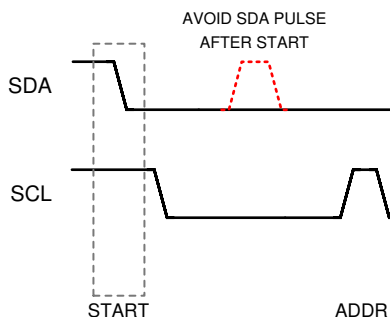 AVOID SDA PULSE
AFTER START
SDA
SCL
START
ADDR